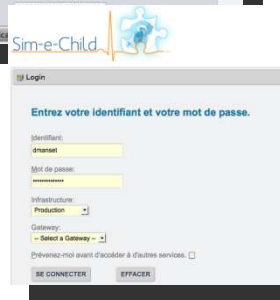 Sim-e-Child
Login
Entrez votre identifiant et votre mot de passe.
Identifiant:
dmanset
Mot de passe:
••••••••••••••
Infrastructure:
Production
Gateway:
-- Select a Gateway --
Prévenez-moi avant d'accéder à d'autres services.
SE CONNECTER EFFACER